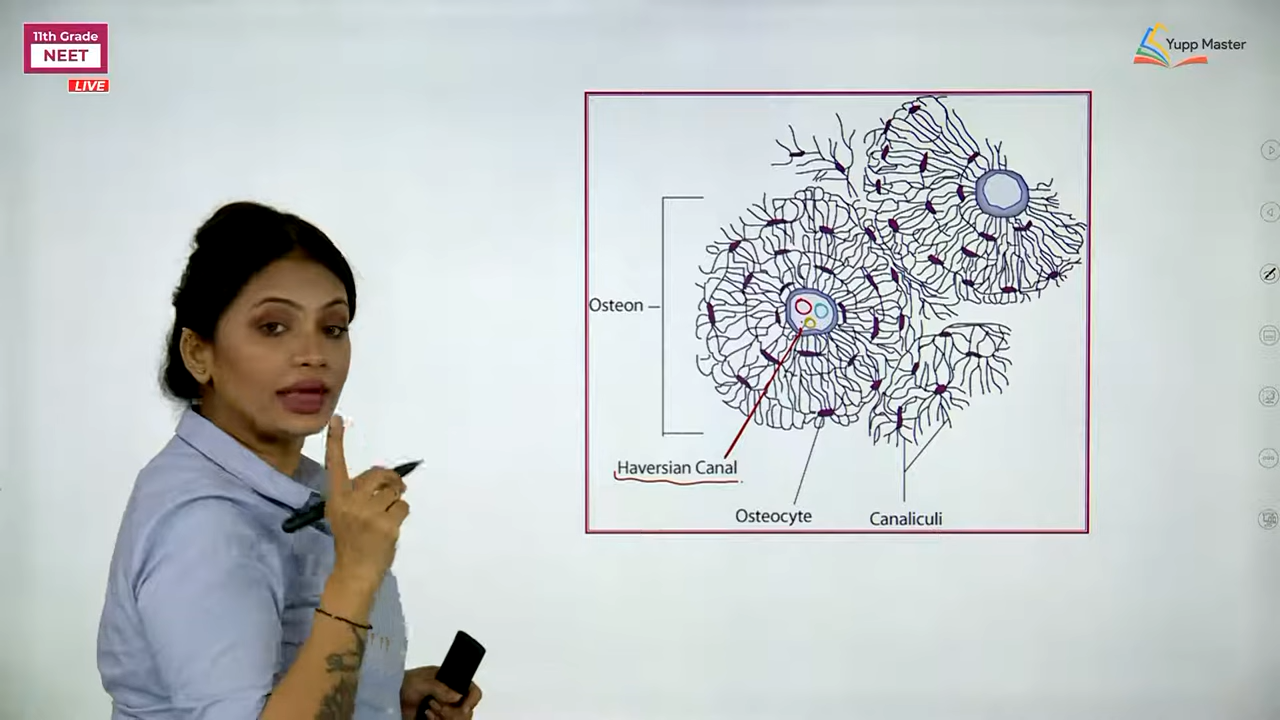 11th Grade
NEET
LIVE
Yupp Master
Osteon
Haversian Canal
Osteocyte
Canaliculi